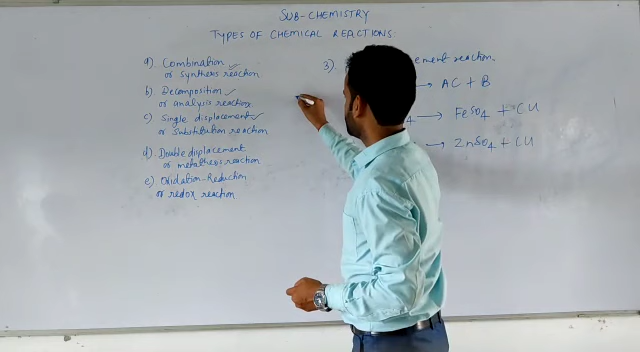 SUB-CHEMISTRY
TYPES OF CHEMICAL REACTIONS:
a) Combination ✓
or synthesis reaction
b) Decomposition ✓
or analysis reaction
c) Single displacement ✓
or Substitution reaction
d) Double displacement
or metathesis reaction
e) Oxidation-Reduction
or redox reaction
3) ement reaction.
→ AC + B
4 → FeSO4 + CU
→ ZnSO4 + CU